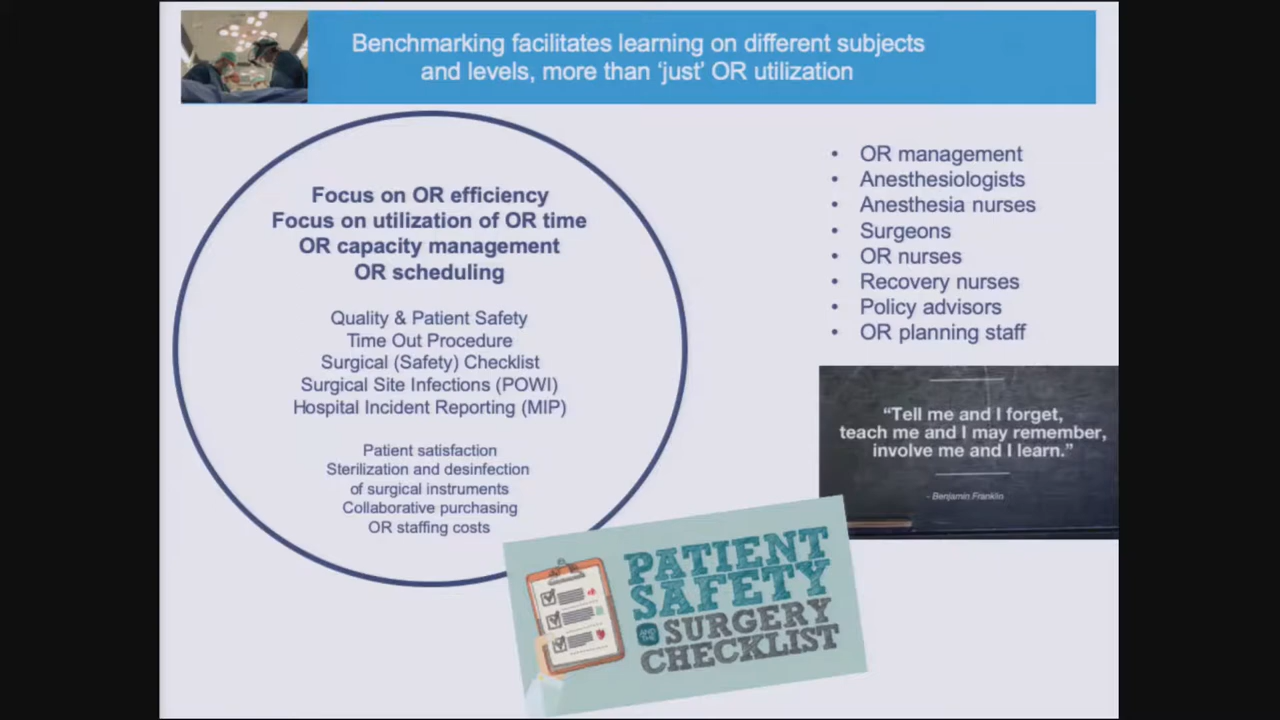 Benchmarking facilitates learning on different subjects
and levels, more than ‘just’ OR utilization
Focus on OR efficiency
Focus on utilization of OR time
OR capacity management
OR scheduling
Quality & Patient Safety
Time Out Procedure
Surgical (Safety) Checklist
Surgical Site Infections (POWI)
Hospital Incident Reporting (MIP)
Patient satisfaction
Sterilization and desinfection
of surgical instruments
Collaborative purchasing
OR staffing costs
• OR management
• Anesthesiologists
• Anesthesia nurses
• Surgeons
• OR nurses
• Recovery nurses
• Policy advisors
• OR planning staff
“Tell me and I forget,
teach me and I may remember,
involve me and I learn.”
- Benjamin Franklin
PATIENT
SAFETY
AND THE SURGERY
CHECKLIST